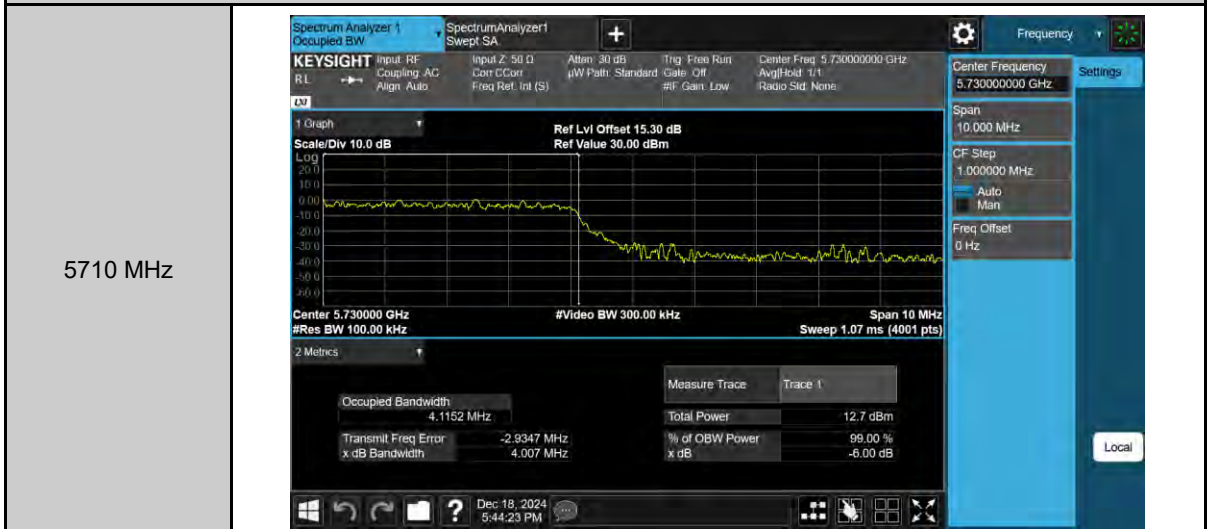 5710 MHz
Spectrum Analyzer 1
Occupied BW
SpectrumAnalyzer1
Swept SA
+
Frequency
KEYSIGHT
RL
LXI
Input: RF
Coupling: AC
Align: Auto
Input Z: 50 Ω
Corr CCorr
Freq Ref: Int (S)
Atten: 30 dB
µW Path: Standard
Trig: Free Run
Gate: Off
#IF Gain: Low
Center Freq: 5.730000000 GHz
Avg|Hold: 1/1
Radio Std: None
Center Frequency
5.730000000 GHz
Settings
Span
10.000 MHz
CF Step
1.000000 MHz
Auto
Man
Freq Offset
0 Hz
Local
1 Graph
Scale/Div 10.0 dB
Ref Lvl Offset 15.30 dB
Ref Value 30.00 dBm
Log
20.0
10.0
0.00
-10.0
-20.0
-30.0
-40.0
-50.0
-60.0
Center 5.730000 GHz
#Video BW 300.00 kHz
Span 10 MHz
#Res BW 100.00 kHz
Sweep 1.07 ms (4001 pts)
2 Metrics
Measure Trace Trace 1
Occupied Bandwidth
4.1152 MHz
Total Power 12.7 dBm
Transmit Freq Error -2.9347 MHz
% of OBW Power 99.00 %
x dB Bandwidth 4.007 MHz
x dB -6.00 dB
?
Dec 18, 2024
5:44:23 PM